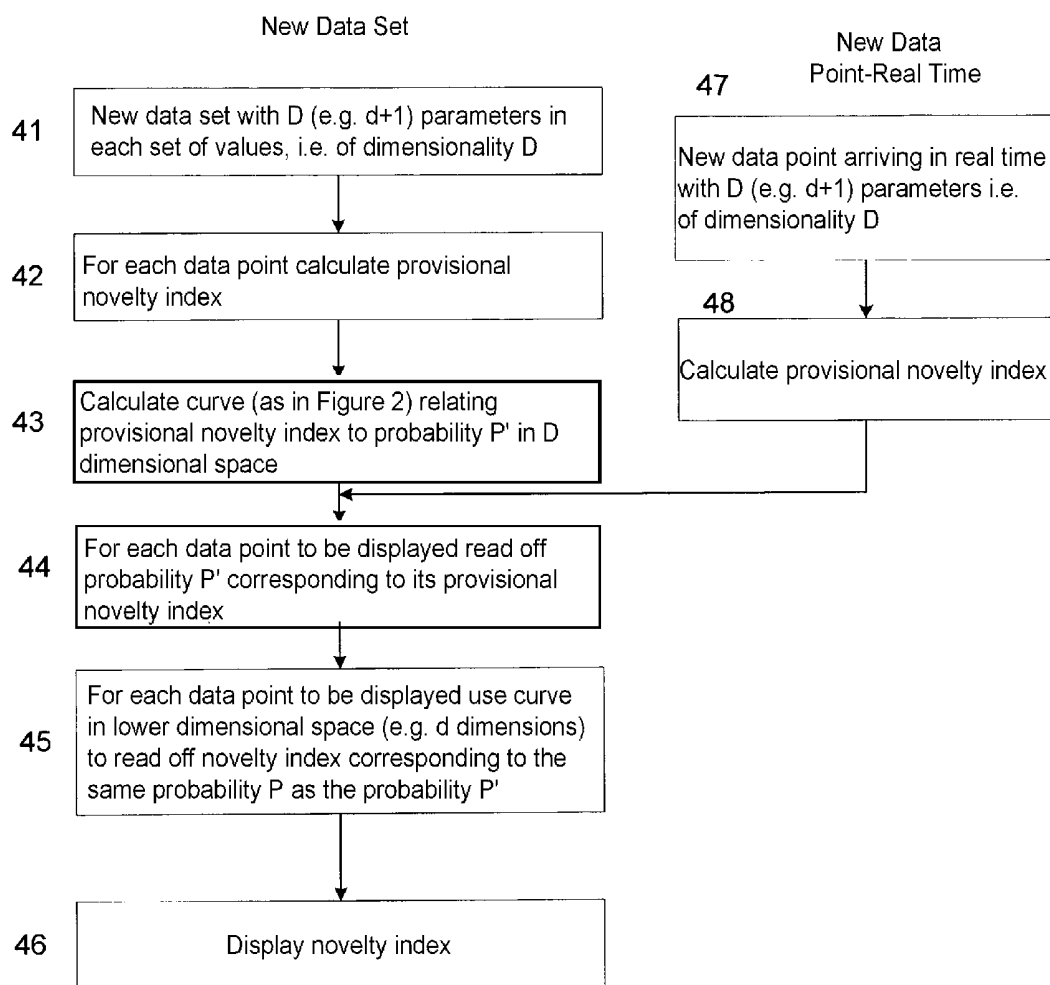 New Data Set
41
New data set with D (e.g. d+1) parameters in
each set of values, i.e. of dimensionality D
42
For each data point calculate provisional
novelty index
43
Calculate curve (as in Figure 2) relating
provisional novelty index to probability P' in D
dimensional space
44
For each data point to be displayed read off
probability P' corresponding to its provisional
novelty index
45
For each data point to be displayed use curve
in lower dimensional space (e.g. d dimensions)
to read off novelty index corresponding to the
same probability P as the probability P'
46
Display novelty index
New Data
Point-Real Time
47
New data point arriving in real time
with D (e.g. d+1) parameters i.e.
of dimensionality D
48
Calculate provisional novelty index